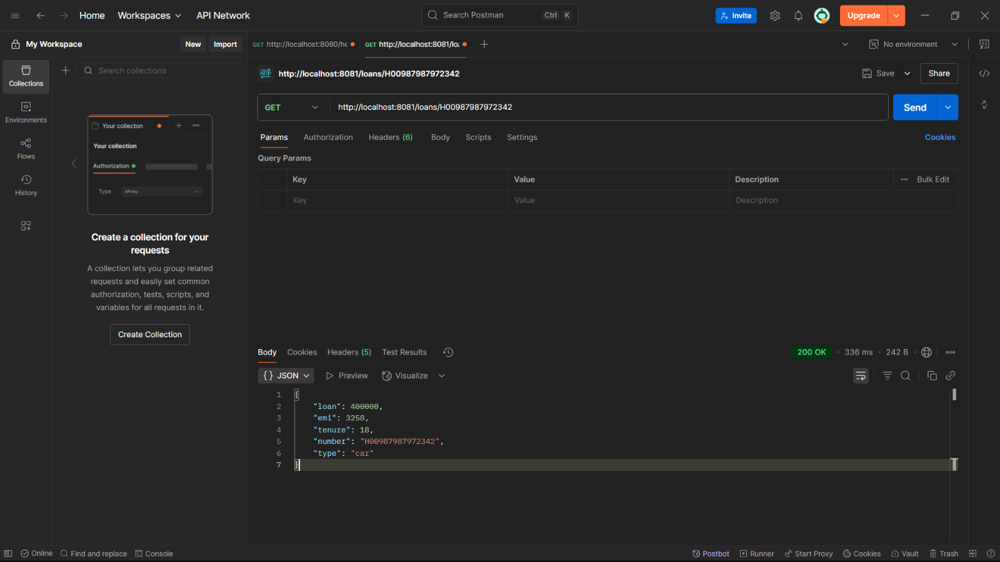 Home Workspaces API Network Search Postman Ctrl K Invite Upgrade
My Workspace New Import GET http://localhost:8080/he GET http://localhost:8081/loa No environment
Collections
Environments
Flows
History
Search collections
Your collecton
Your collection
Authorization
Type API Key
Create a collection for your
requests
A collection lets you group related
requests and easily set common
authorization, tests, scripts, and
variables for all requests in it.
Create Collection
HTTP http://localhost:8081/loans/H00987987972342 Save Share
GET http://localhost:8081/loans/H00987987972342 Send
Params Authorization Headers (6) Body Scripts Settings Cookies
Query Params
Key Value Description Bulk Edit
Key Value Description
Body Cookies Headers (5) Test Results 200 OK 336 ms 242 B
{} JSON Preview Visualize
1 {
2 "loan": 400000,
3 "emi": 3258,
4 "tenure": 18,
5 "number": "H00987987972342",
6 "type": "car"
7 }
Online Find and replace Console Postbot Runner Start Proxy Cookies Vault Trash